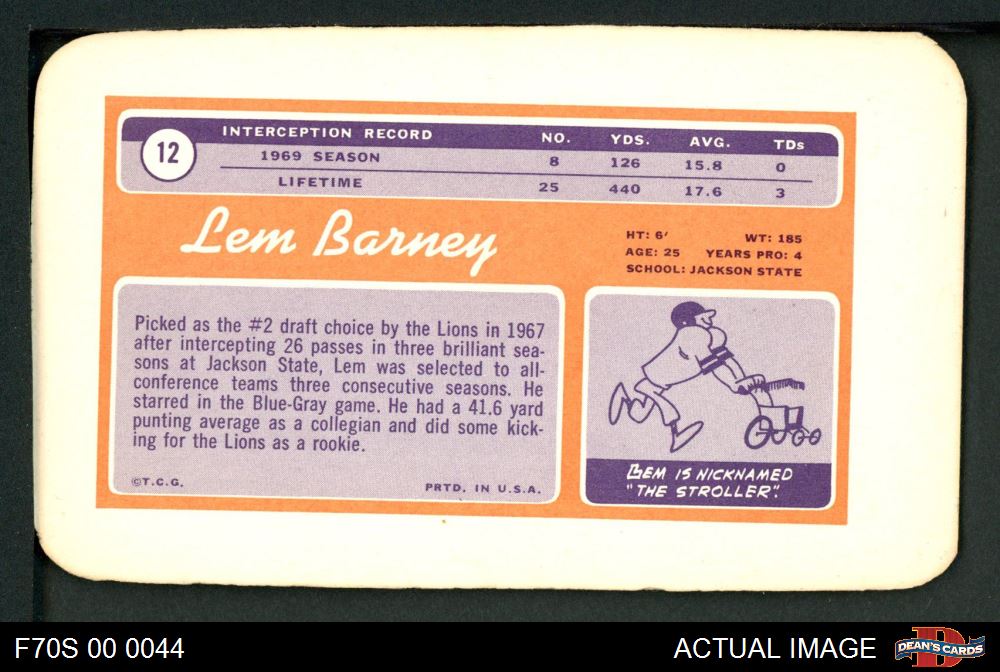 12
INTERCEPTION RECORD NO. YDS. AVG. TDs
1969 SEASON 8 126 15.8 0
LIFETIME 25 440 17.6 3
Lem Barney
HT: 6' WT: 185
AGE: 25 YEARS PRO: 4
SCHOOL: JACKSON STATE
Picked as the #2 draft choice by the Lions in 1967
after intercepting 26 passes in three brilliant sea-
sons at Jackson State, Lem was selected to all-
conference teams three consecutive seasons. He
starred in the Blue-Gray game. He had a 41.6 yard
punting average as a collegian and did some kick-
ing for the Lions as a rookie.
©T.C.G. PRTD. IN U.S.A.
LEM IS NICKNAMED
"THE STROLLER".
F70S 00 0044
ACTUAL IMAGE
DEAN'S CARDS